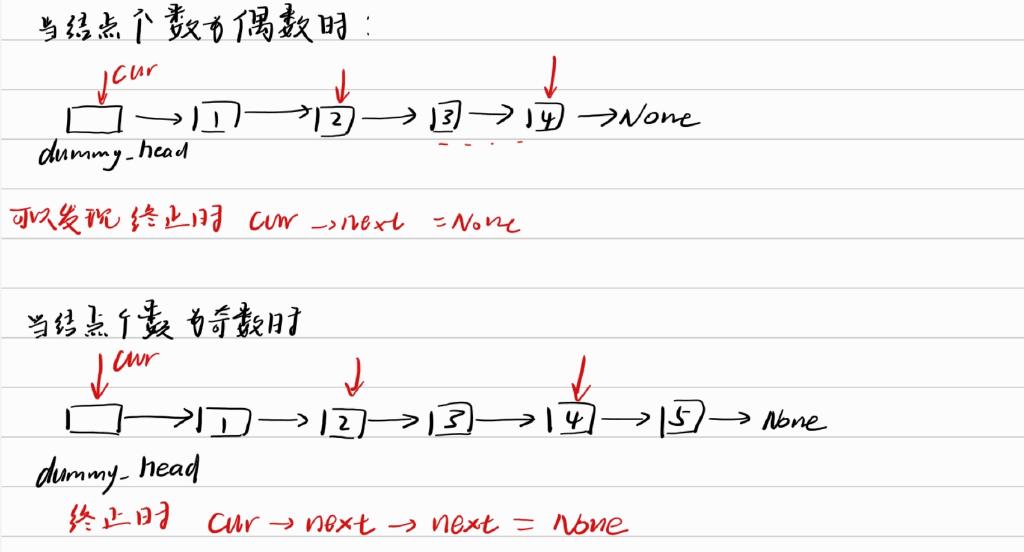 当结点个数为偶数时：
cur
1 → 2 → 3 → 4 → None
dummy_head
可以发现终止时 cur →next = None
当结点个数为奇数时
cur
1 → 2 → 3 → 4 → 5 → None
dummy_head
终止时 cur → next → next = None